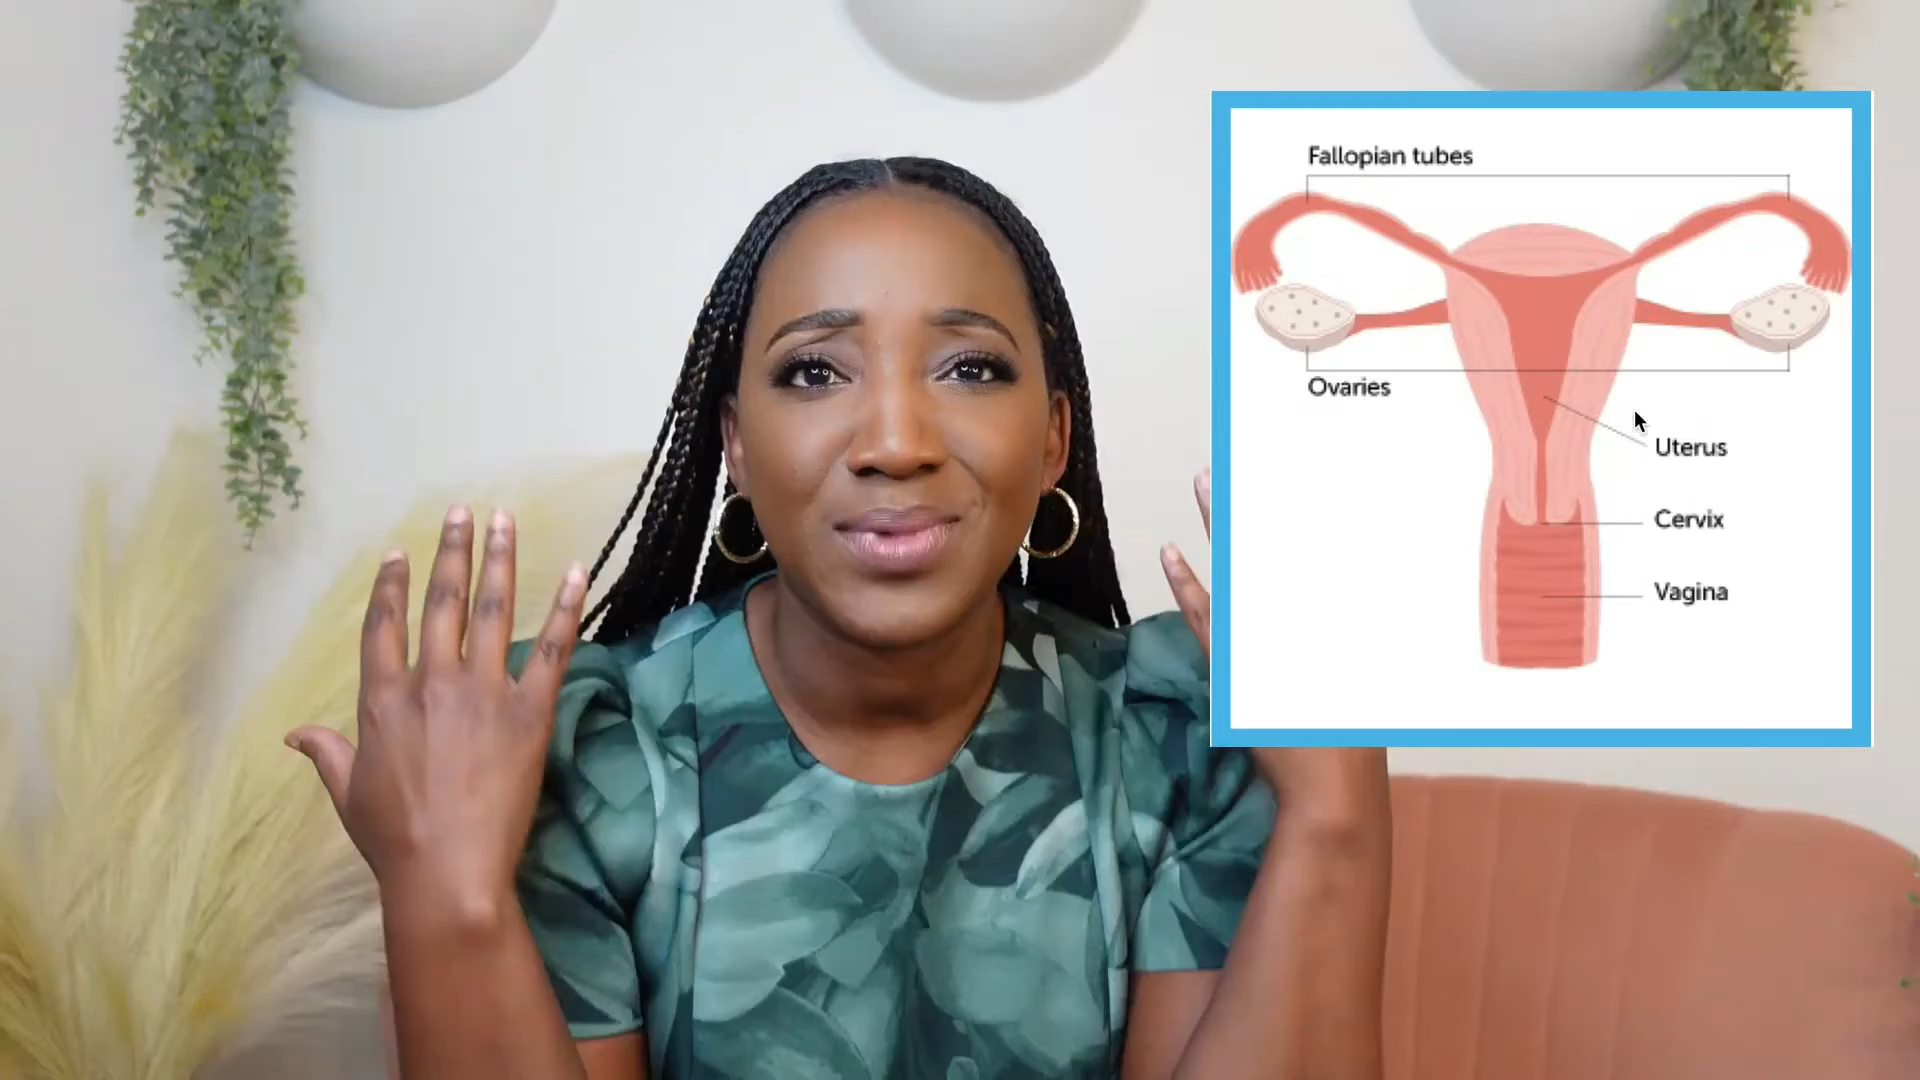 Fallopian tubes
Ovaries
Uterus
Cervix
Vagina